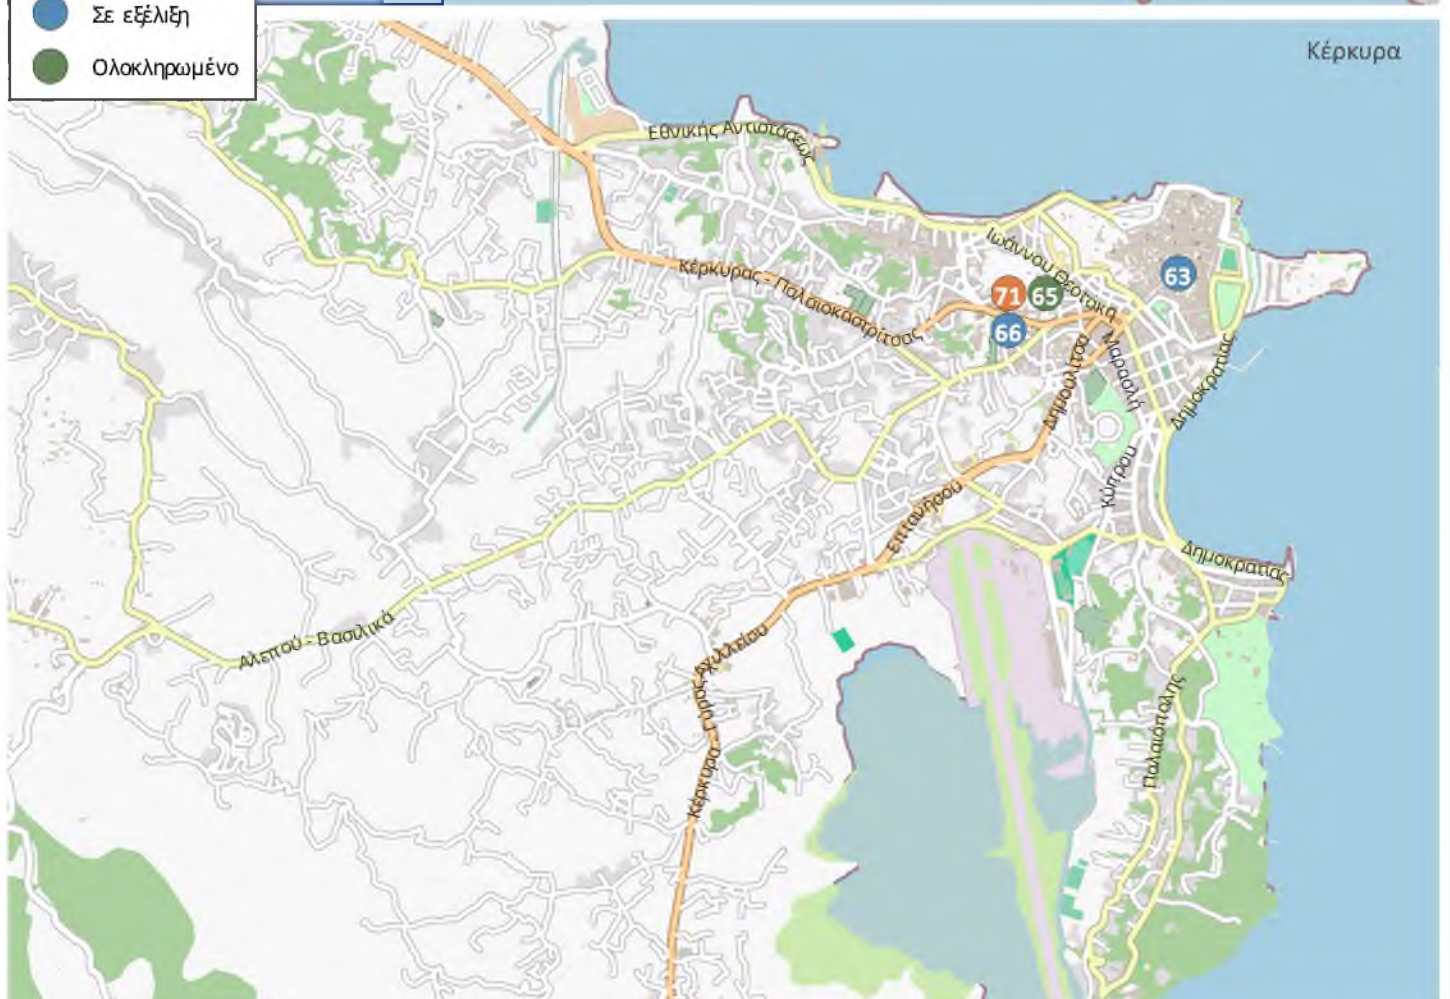 Σε εξέλιξη
Ολοκληρωμένο
Κέρκυρα
Εθνικής Αντιστάσεως
Ιωάννου Θεοτόκη
Κέρκυρας - Παλαιοκαστρίτσας
63
71
65
66
Μαρασλή
Δημουλίτσα
Δημοκρατίας
Κύπρου
Επτανήσου
Δημοκρατίας
Αλεπού - Βασιλικά
Κέρκυρα - Γύρος Αχιλλείου
Παλαιόπολης